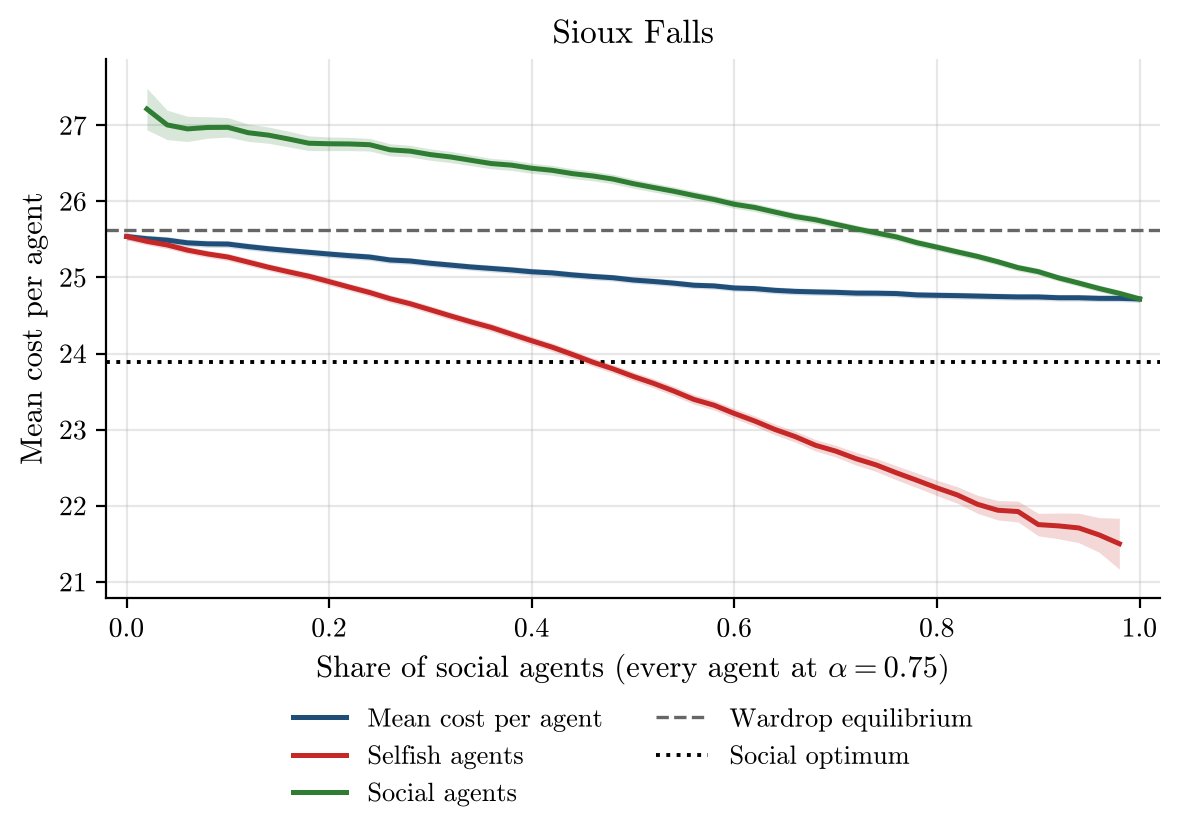 Sioux Falls
Mean cost per agent
27
26
25
24
23
22
21
0.0 0.2 0.4 0.6 0.8 1.0
Share of social agents (every agent at α = 0.75)
Mean cost per agent
Selfish agents
Social agents
Wardrop equilibrium
Social optimum